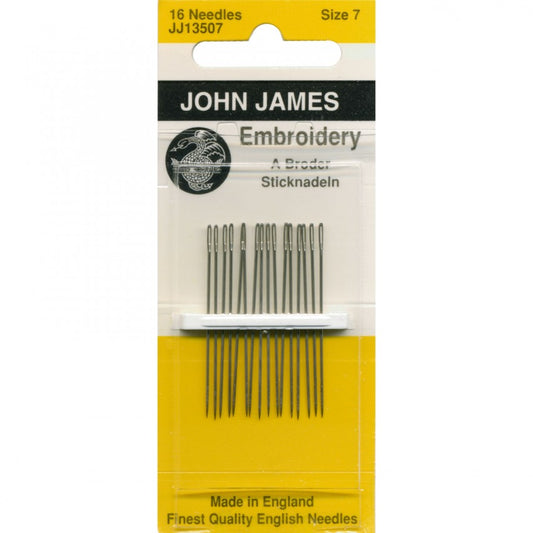 16 Needles Size 7
JJ13507
JOHN JAMES
Embroidery
A Broder
Sticknadeln
Made in England
Finest Quality English Needles